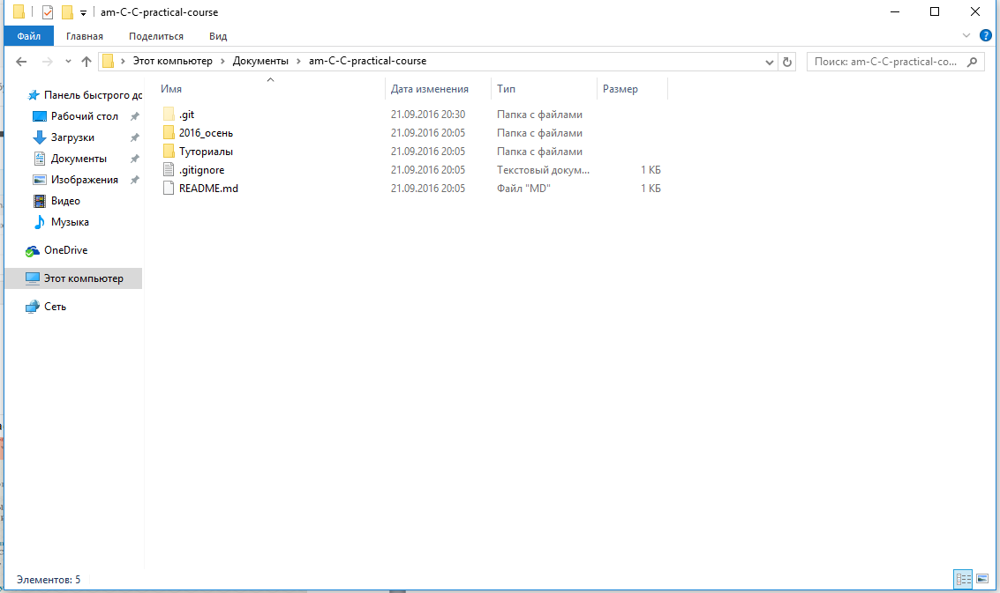 am-C-C-practical-course
Файл Главная Поделиться Вид
Этот компьютер Документы am-C-C-practical-course
Поиск: am-C-C-practical-co...
Панель быстрого дс
Рабочий стол
Загрузки
Документы
Изображения
Видео
Музыка
OneDrive
Этот компьютер
Сеть
Имя Дата изменения Тип Размер
.git 21.09.2016 20:30 Папка с файлами
2016_осень 21.09.2016 20:05 Папка с файлами
Туториалы 21.09.2016 20:05 Папка с файлами
.gitignore 21.09.2016 20:05 Текстовый докум... 1 КБ
README.md 21.09.2016 20:05 Файл "MD" 1 КБ
Элементов: 5